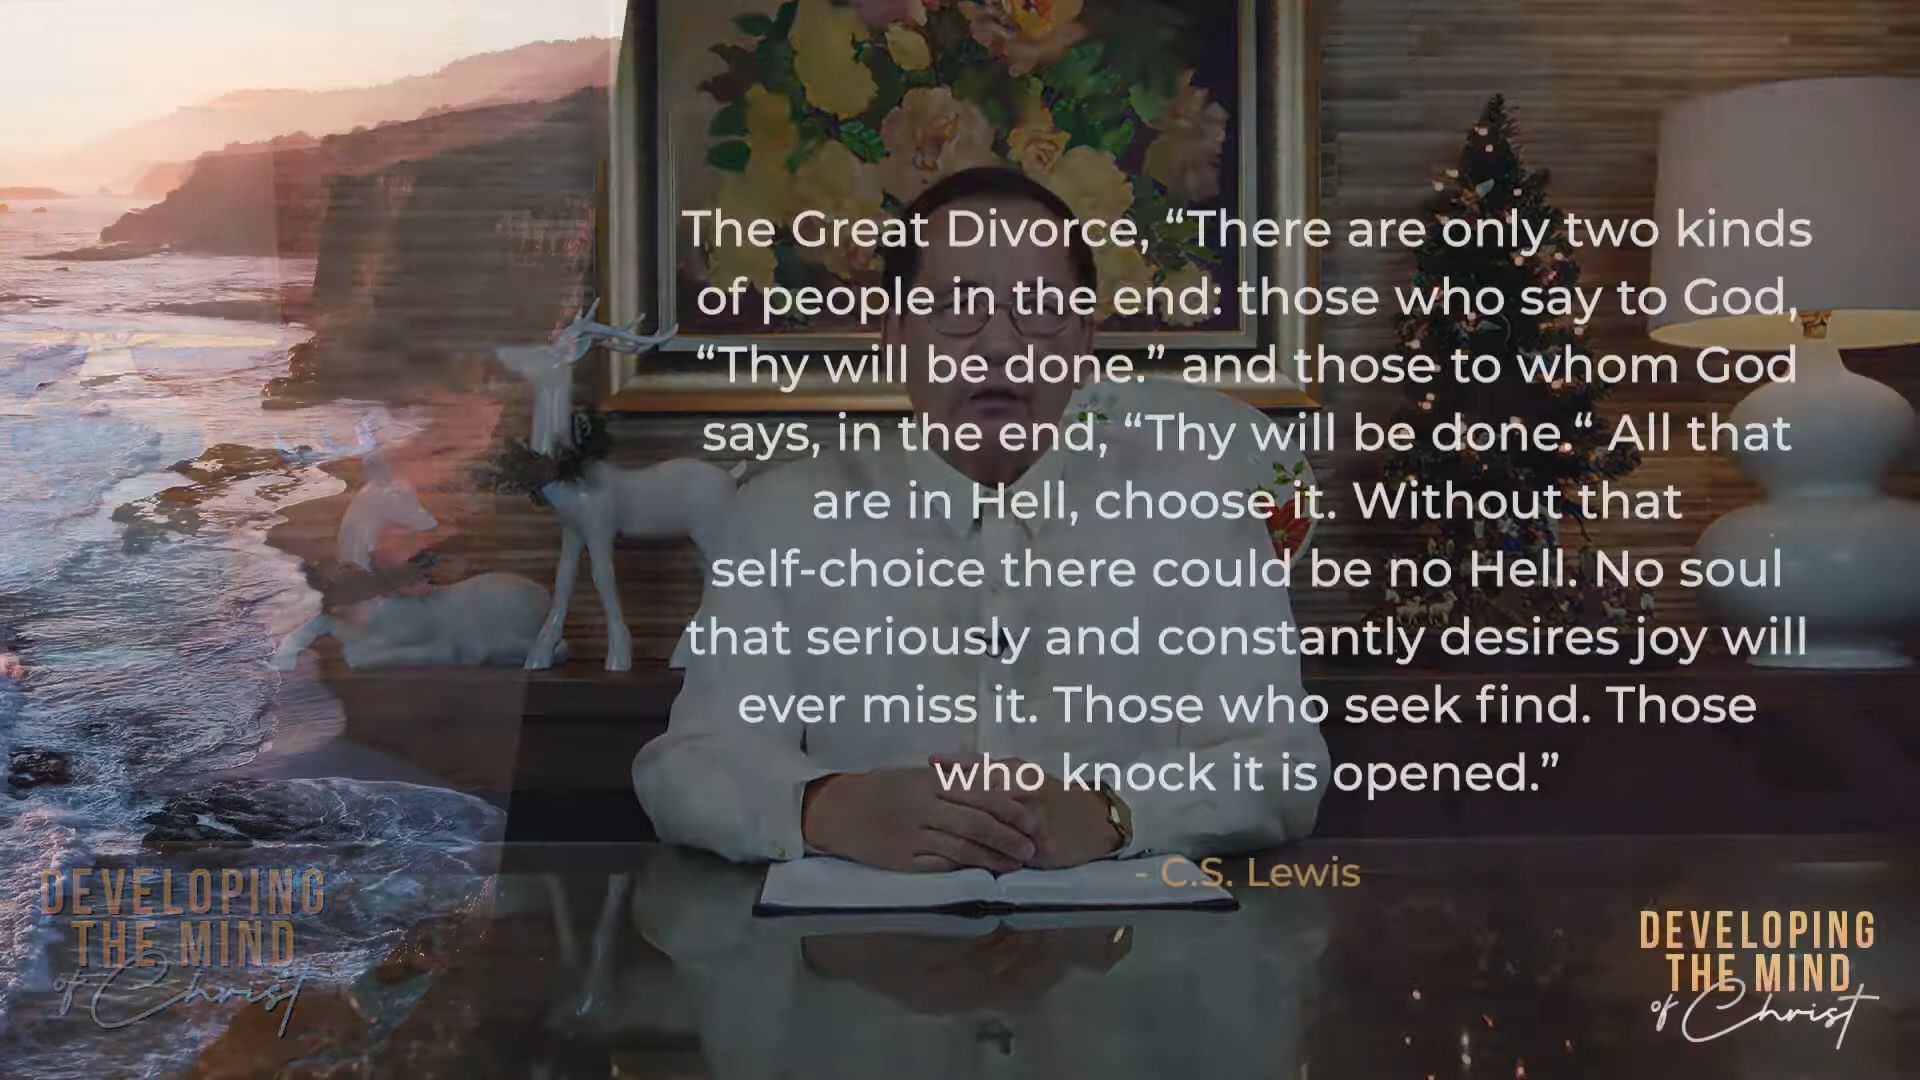 The Great Divorce, “There are only two kinds
of people in the end: those who say to God,
“Thy will be done.” and those to whom God
says, in the end, “Thy will be done.“ All that
are in Hell, choose it. Without that
self-choice there could be no Hell. No soul
that seriously and constantly desires joy will
ever miss it. Those who seek find. Those
who knock it is opened.”
- C.S. Lewis
DEVELOPING
THE MIND
of Christ
DEVELOPING
THE MIND
of Christ